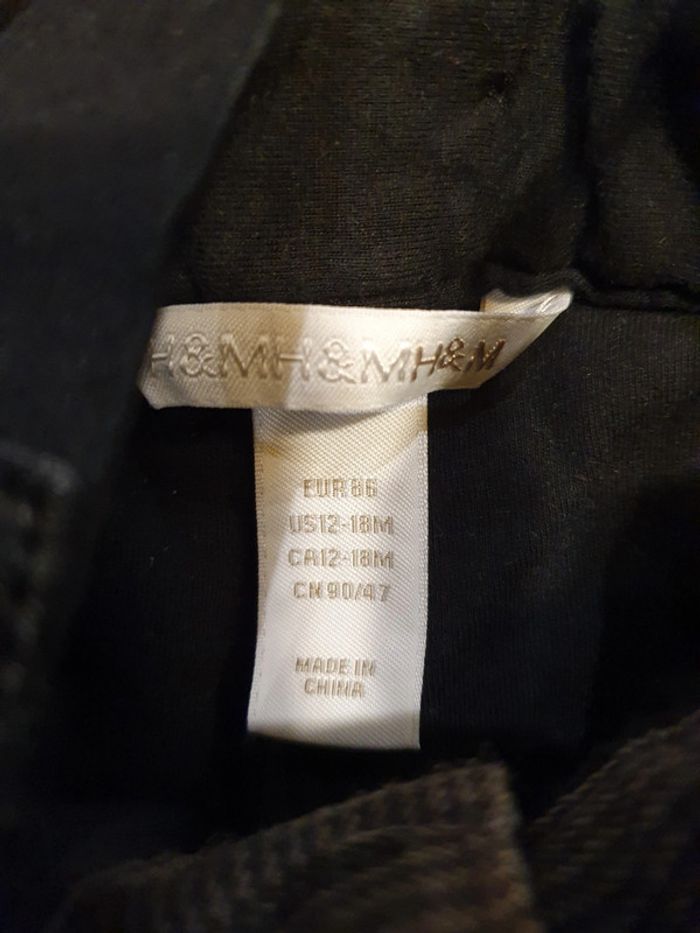 H&MH&MH&M
EUR 86
US12-18M
CA12-18M
CN 90/47
MADE IN
CHINA